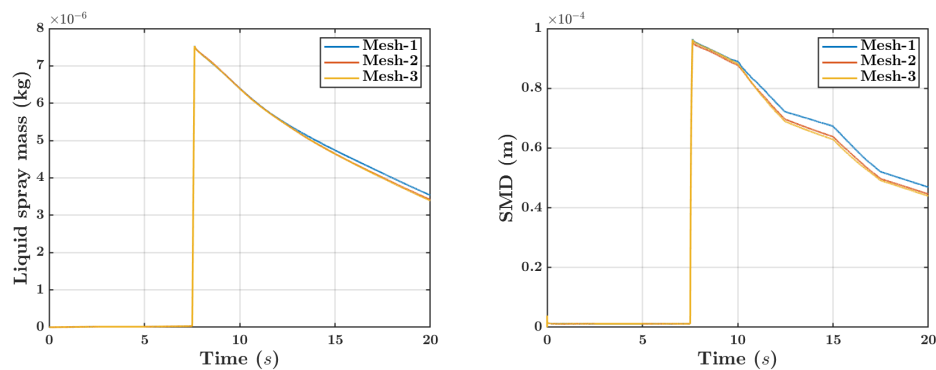 ×10⁻⁶
8
7
6
5
4
3
2
1
0
0 5 10 15 20
Liquid spray mass (kg)
Time (s)
Mesh-1
Mesh-2
Mesh-3
×10⁻⁴
1
0.8
0.6
0.4
0.2
0
0 5 10 15 20
SMD (m)
Time (s)
Mesh-1
Mesh-2
Mesh-3